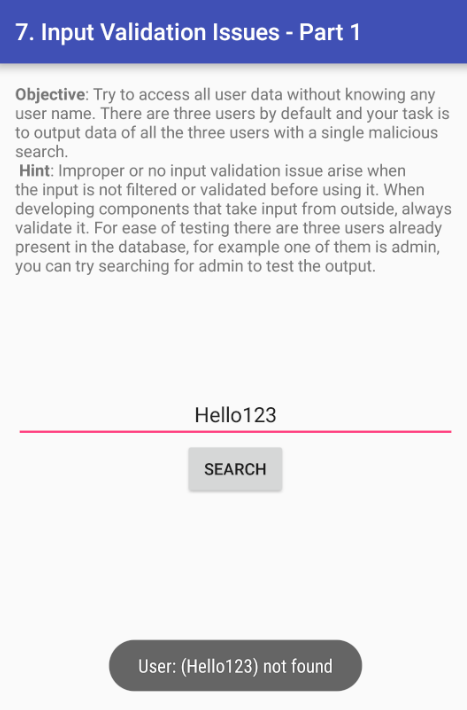 7. Input Validation Issues - Part 1
Objective: Try to access all user data without knowing any
user name. There are three users by default and your task is
to output data of all the three users with a single malicious
search.
Hint: Improper or no input validation issue arise when
the input is not filtered or validated before using it. When
developing components that take input from outside, always
validate it. For ease of testing there are three users already
present in the database, for example one of them is admin,
you can try searching for admin to test the output.
Hello123
SEARCH
User: (Hello123) not found